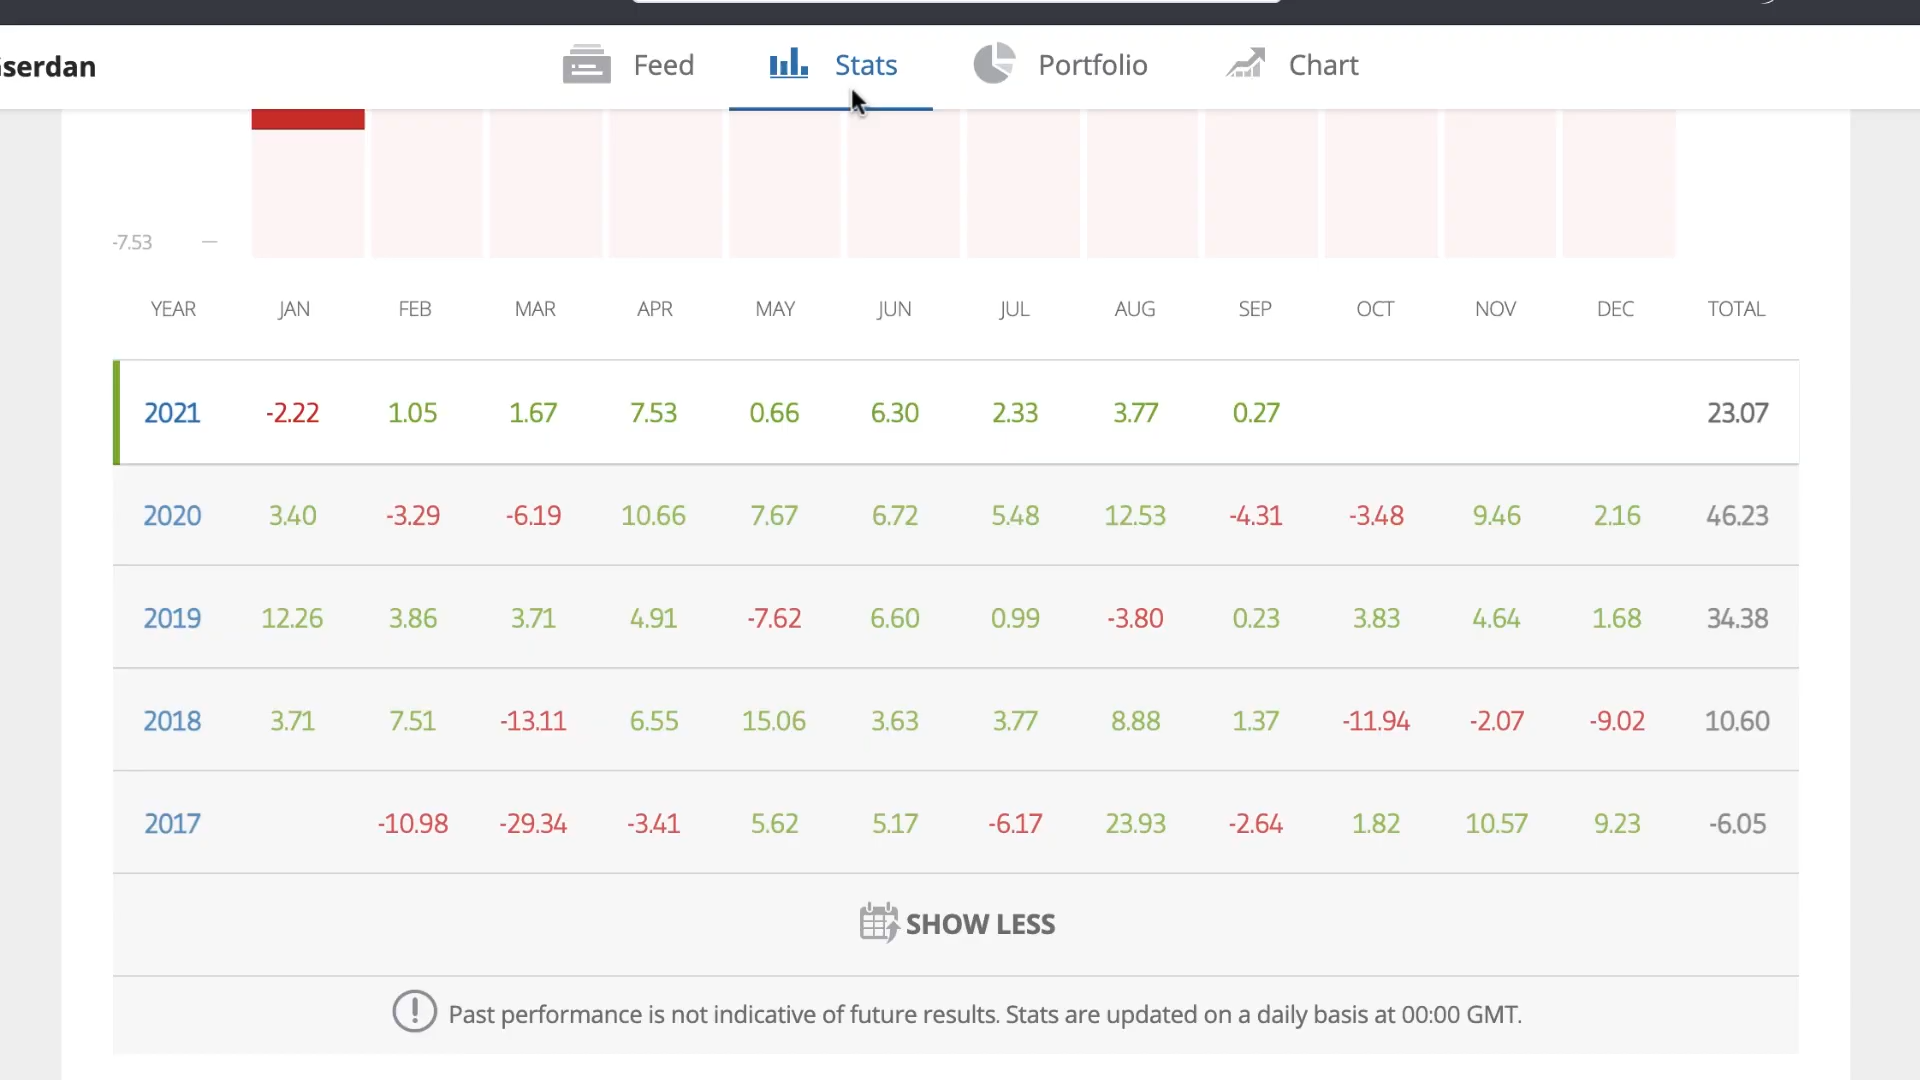 serdan
Feed
Stats
Portfolio
Chart
-7.53
YEAR JAN FEB MAR APR MAY JUN JUL AUG SEP OCT NOV DEC TOTAL
2021 -2.22 1.05 1.67 7.53 0.66 6.30 2.33 3.77 0.27 23.07
2020 3.40 -3.29 -6.19 10.66 7.67 6.72 5.48 12.53 -4.31 -3.48 9.46 2.16 46.23
2019 12.26 3.86 3.71 4.91 -7.62 6.60 0.99 -3.80 0.23 3.83 4.64 1.68 34.38
2018 3.71 7.51 -13.11 6.55 15.06 3.63 3.77 8.88 1.37 -11.94 -2.07 -9.02 10.60
2017 -10.98 -29.34 -3.41 5.62 5.17 -6.17 23.93 -2.64 1.82 10.57 9.23 -6.05
SHOW LESS
Past performance is not indicative of future results. Stats are updated on a daily basis at 00:00 GMT.